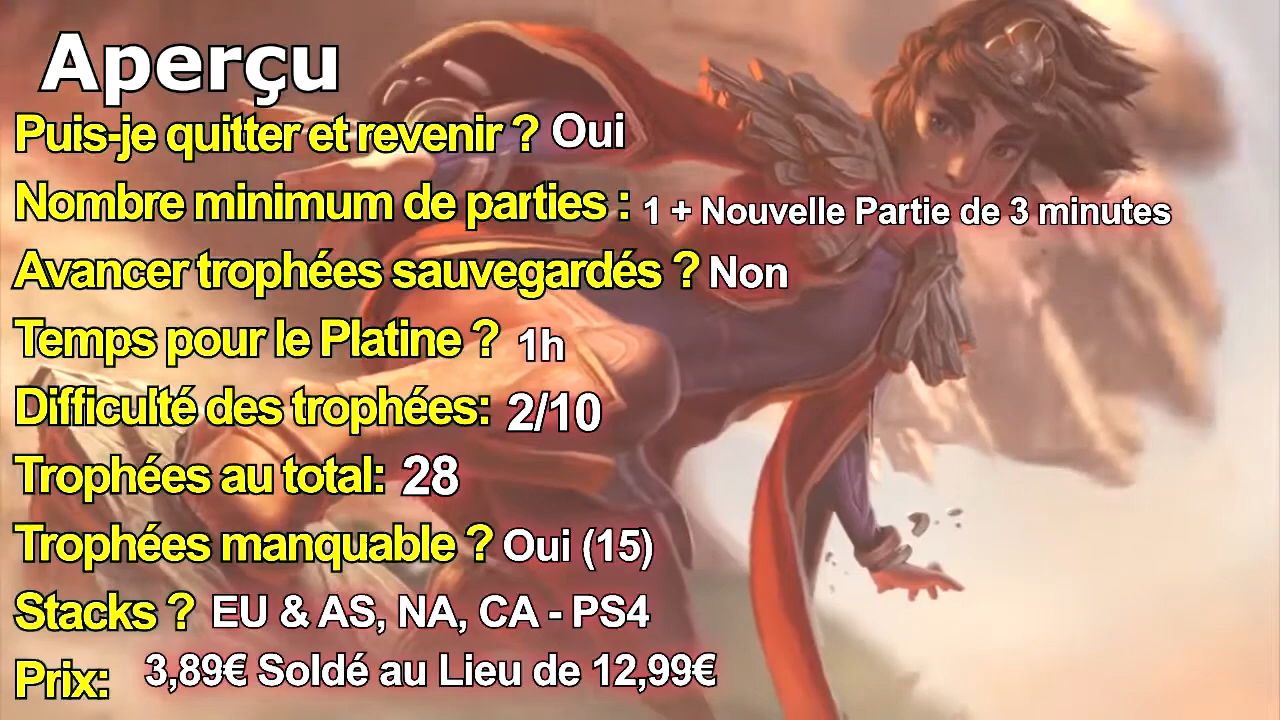 Aperçu
Puis-je quitter et revenir ? Oui
Nombre minimum de parties : 1 + Nouvelle Partie de 3 minutes
Avancer trophées sauvegardés ? Non
Temps pour le Platine ? 1h
Difficulté des trophées: 2/10
Trophées au total: 28
Trophées manquable ? Oui (15)
Stacks ? EU & AS, NA, CA - PS4
Prix: 3,89€ Soldé au Lieu de 12,99€